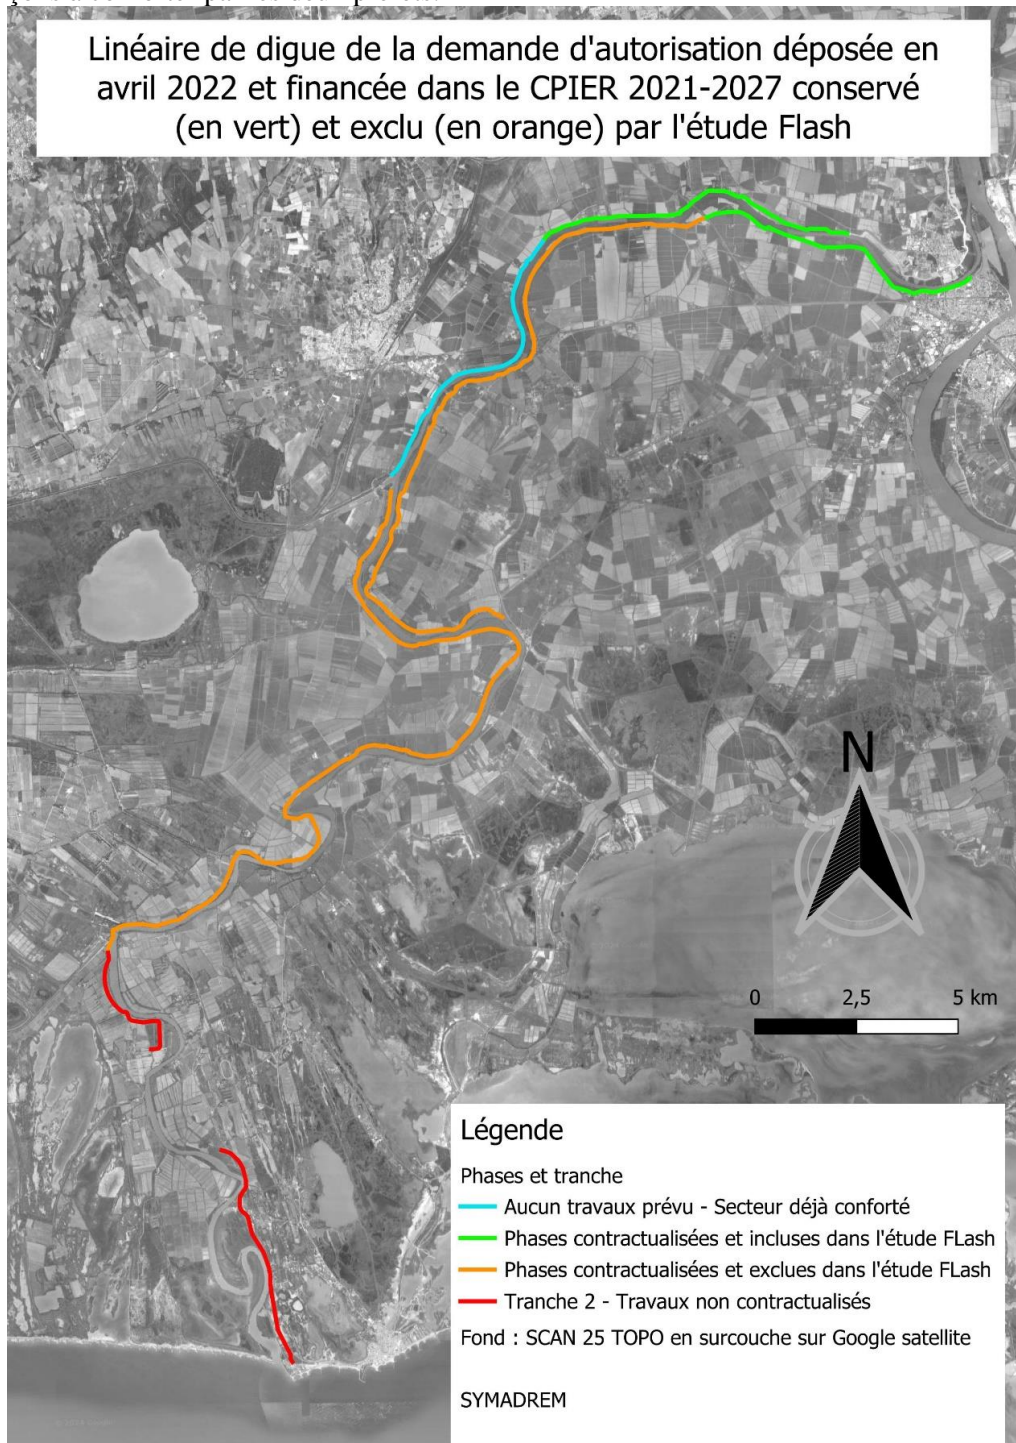 Linéaire de digue de la demande d'autorisation déposée en
avril 2022 et financée dans le CPIER 2021-2027 conservé
(en vert) et exclu (en orange) par l'étude Flash
N
0 2,5 5 km
Légende
Phases et tranche
Aucun travaux prévu - Secteur déjà conforté
Phases contractualisées et incluses dans l'étude FLash
Phases contractualisées et exclues dans l'étude FLash
Tranche 2 - Travaux non contractualisés
Fond : SCAN 25 TOPO en surcouche sur Google satellite
SYMADREM